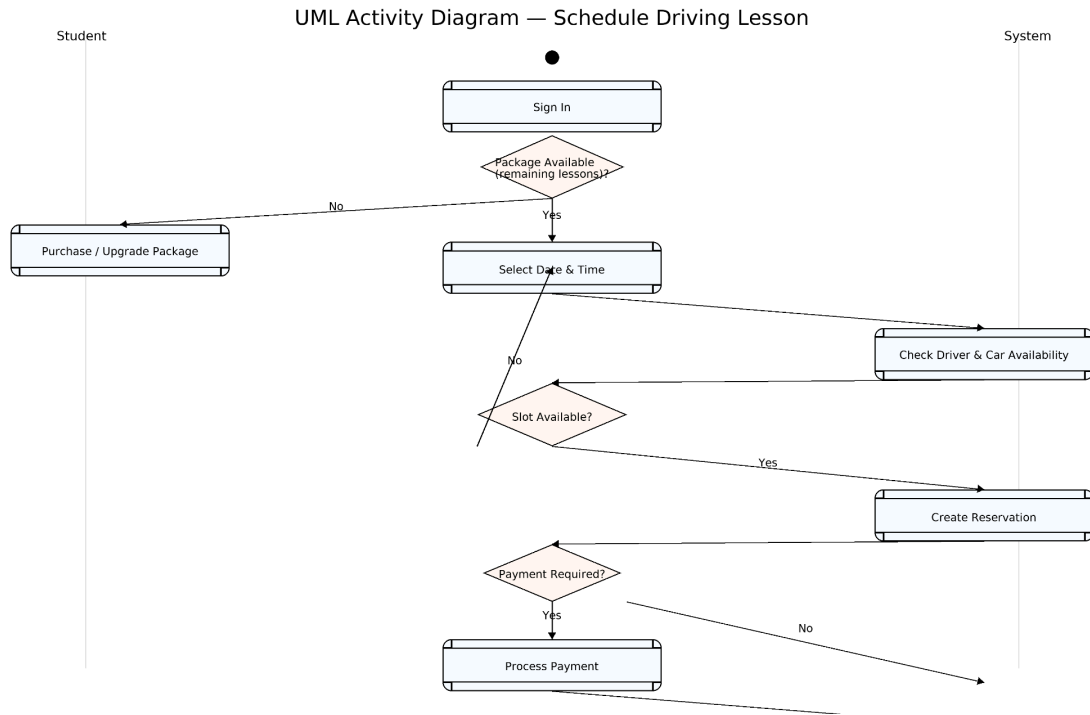 UML Activity Diagram — Schedule Driving Lesson
Student
System
Sign In
Package Available
(remaining lessons)?
No
Yes
Purchase / Upgrade Package
Select Date & Time
Check Driver & Car Availability
No
Slot Available?
Yes
Create Reservation
Payment Required?
Yes
No
Process Payment